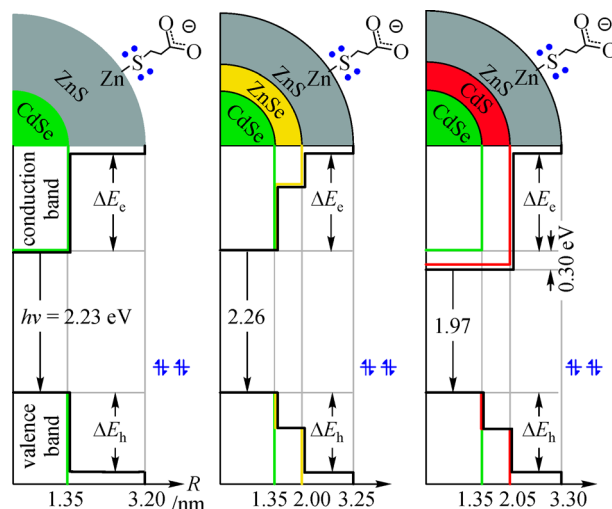 ⊖
O
S
O
Zn
ZnS
CdSe
conduction
band
ΔEe
hν = 2.23 eV
valence
band
ΔEh
R
1.35 3.20 /nm
⊖
O
S
O
Zn
ZnS
ZnSe
CdSe
ΔEe
2.26
ΔEh
1.35 2.00 3.25
⊖
O
S
O
Zn
ZnS
CdS
CdSe
ΔEe
0.30 eV
1.97
ΔEh
1.35 2.05 3.30